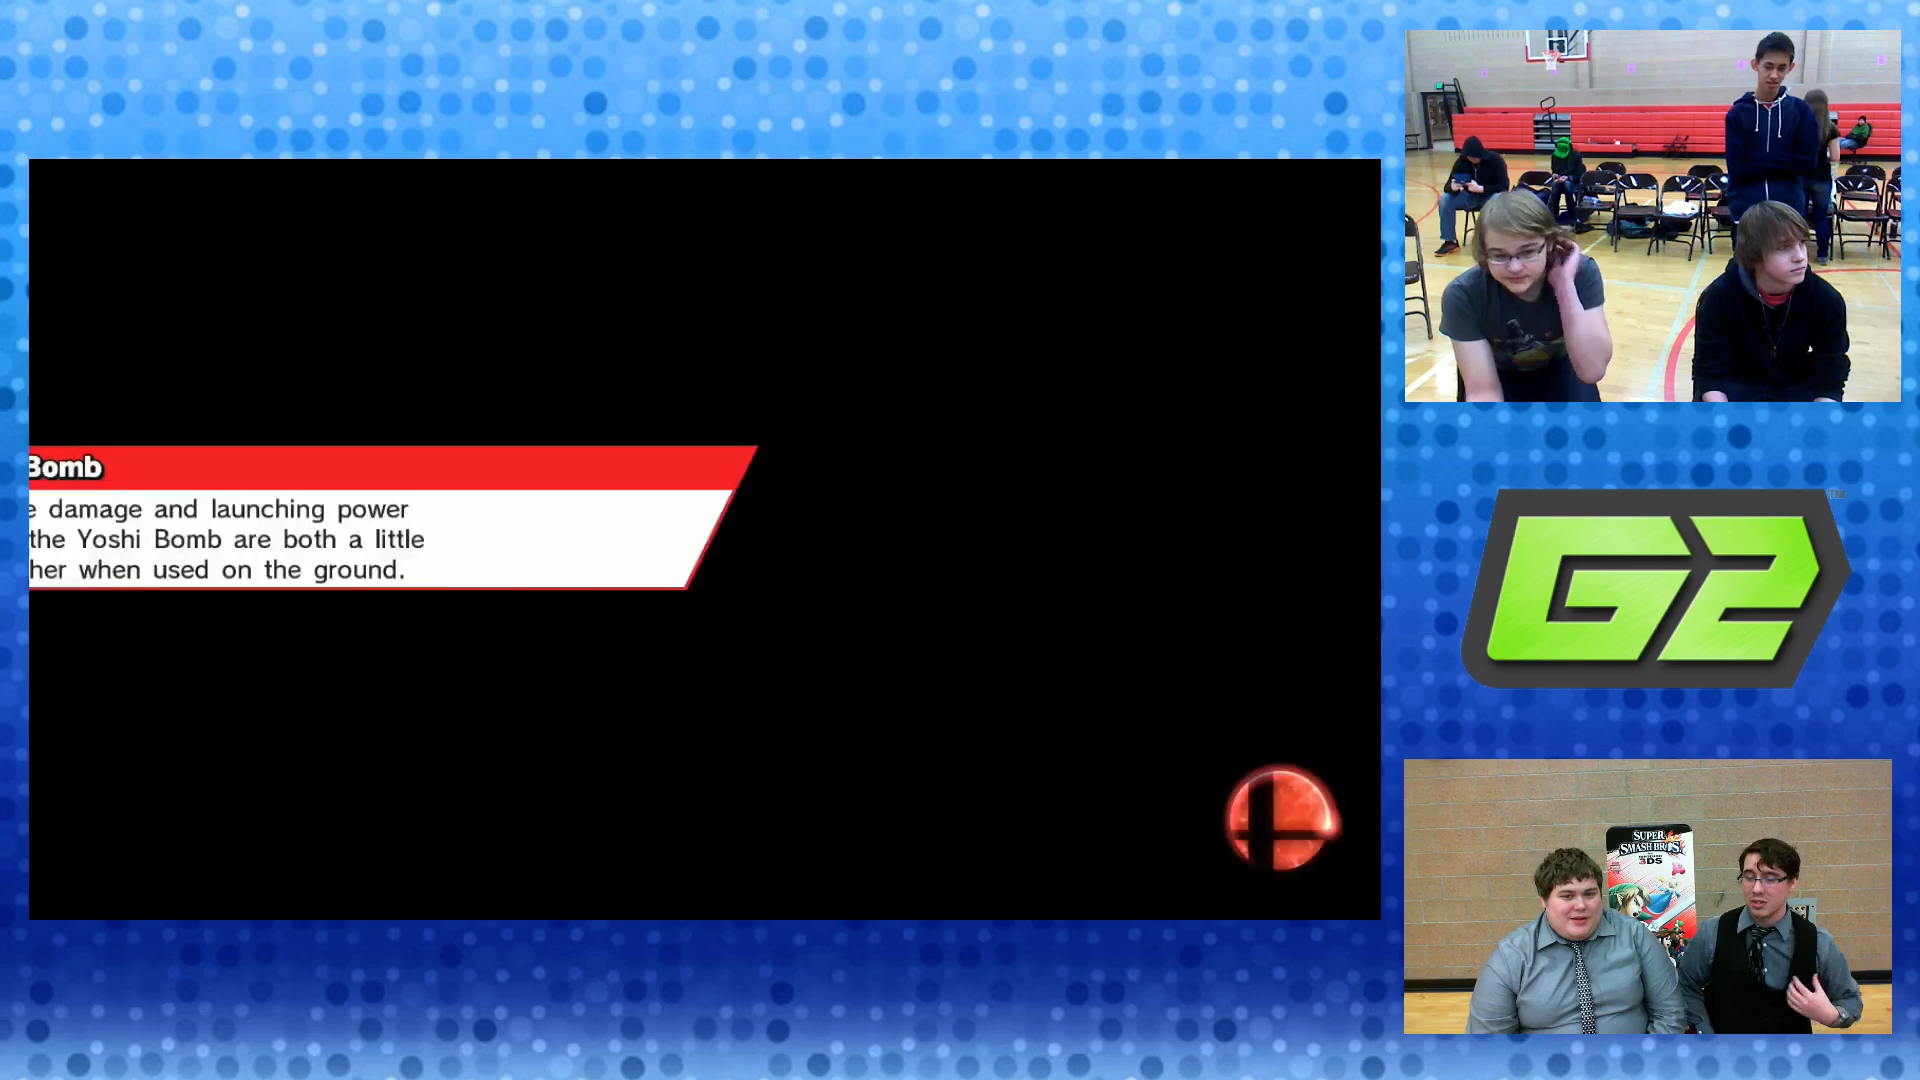 Bomb
e damage and launching power
the Yoshi Bomb are both a little
her when used on the ground.
G2
TM
SUPER
SMASH BROS
3DS